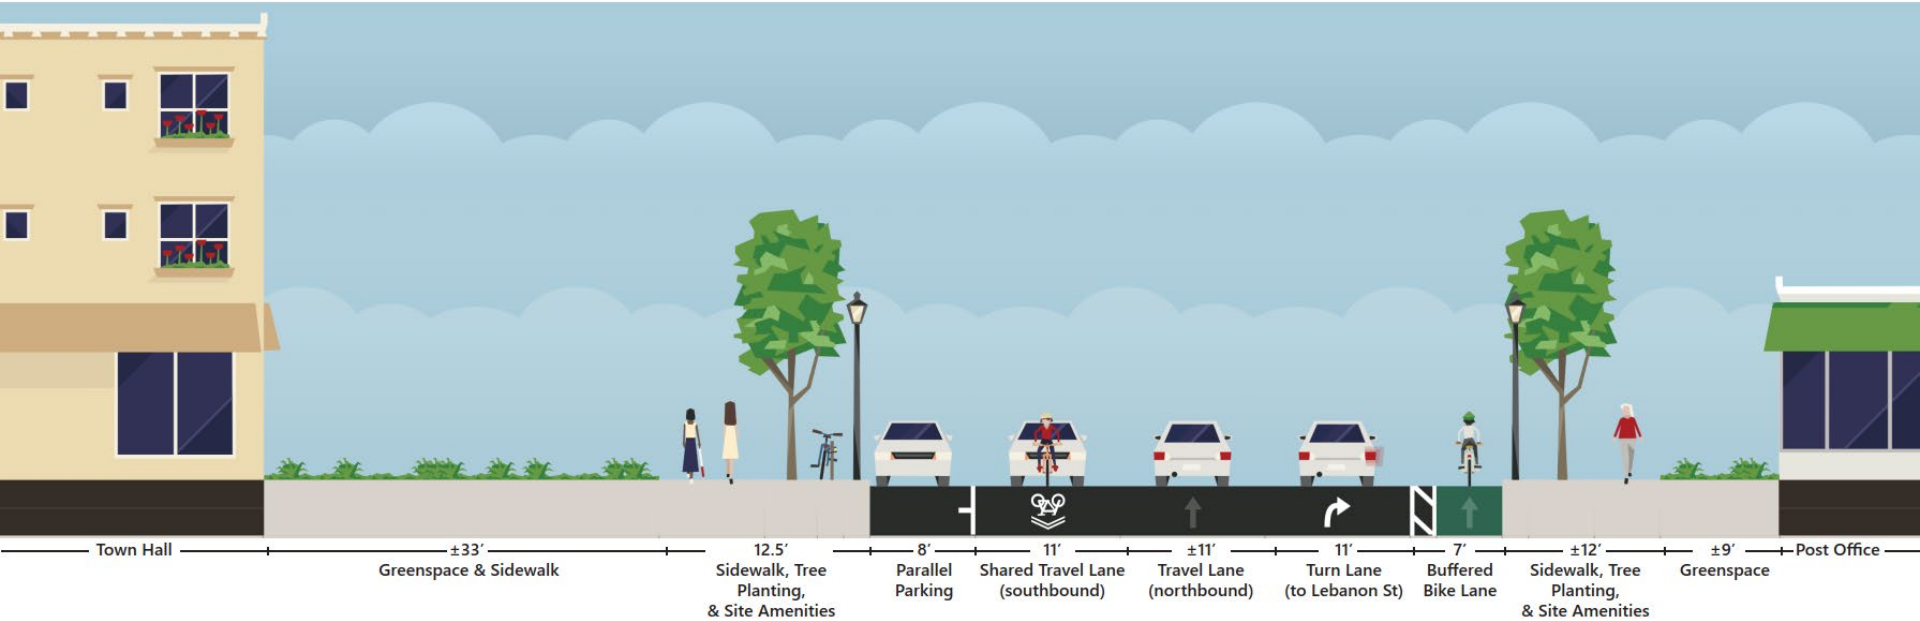 Town Hall
±33′
Greenspace & Sidewalk
12.5′
Sidewalk, Tree
Planting,
& Site Amenities
8′
Parallel
Parking
11′
Shared Travel Lane
(southbound)
±11′
Travel Lane
(northbound)
11′
Turn Lane
(to Lebanon St)
7′
Buffered
Bike Lane
±12′
Sidewalk, Tree
Planting,
& Site Amenities
±9′
Greenspace
Post Office